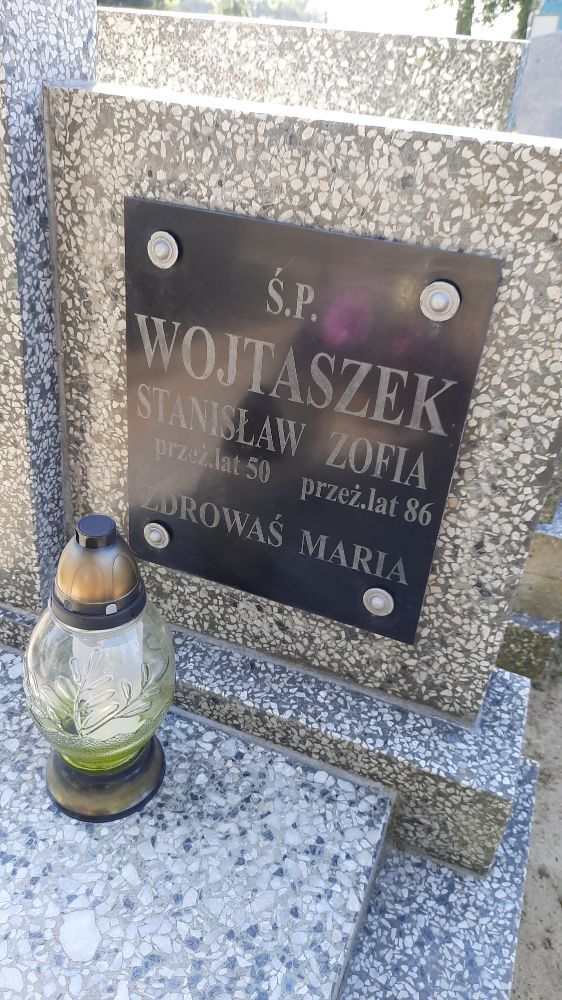 Ś.P.
WOJTASZEK
STANISŁAW ZOFIA
przeż.lat 50 przeż.lat 86
ZDROWAŚ MARIA